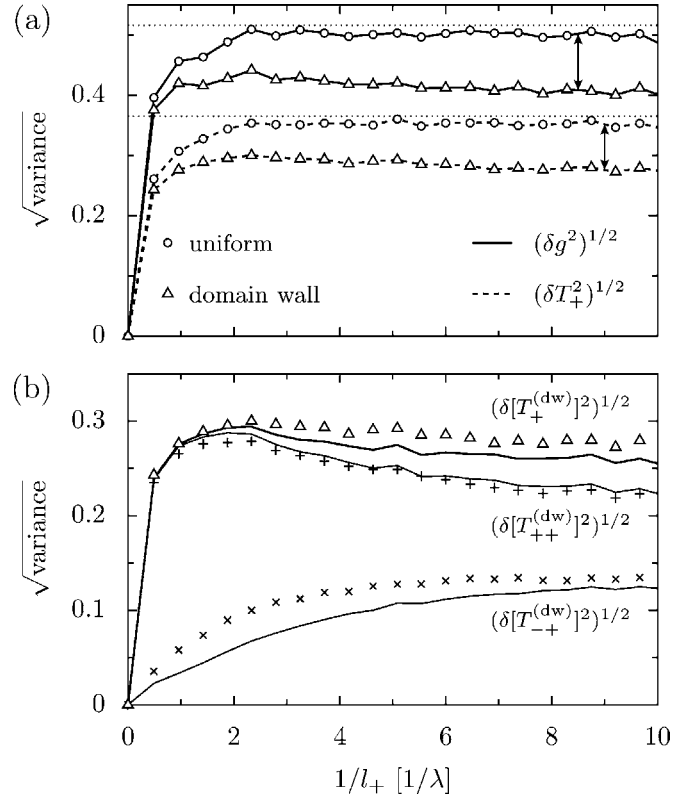 (a)
√variance
0.4
0.2
0
uniform
domain wall
(δg²)^{1/2}
(δT₊²)^{1/2}
(b)
√variance
0.3
0.2
0.1
0
(δ[T₊^{(dw)}]²)^{1/2}
(δ[T₊₊^{(dw)}]²)^{1/2}
(δ[T₋₊^{(dw)}]²)^{1/2}
0 2 4 6 8 10
1/l₊ [1/λ]